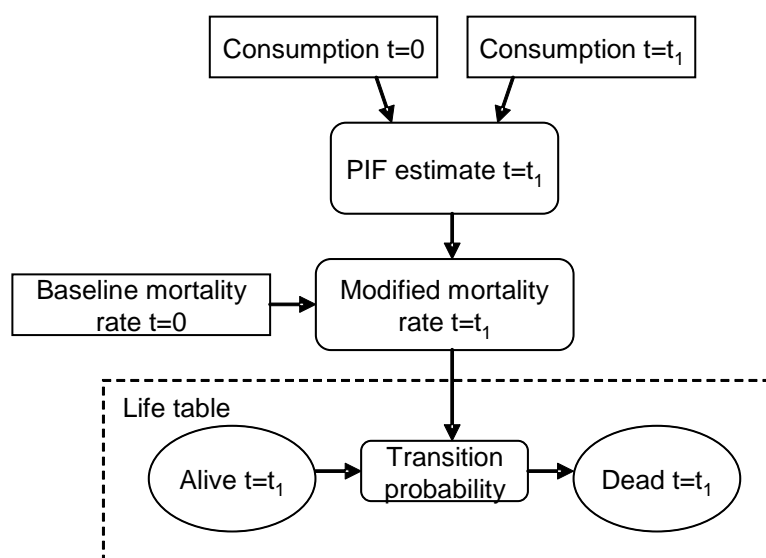 Consumption t=0
Consumption t=t₁
PIF estimate t=t₁
Baseline mortality
rate t=0
Modified mortality
rate t=t₁
Life table
Alive t=t₁
Transition
probability
Dead t=t₁